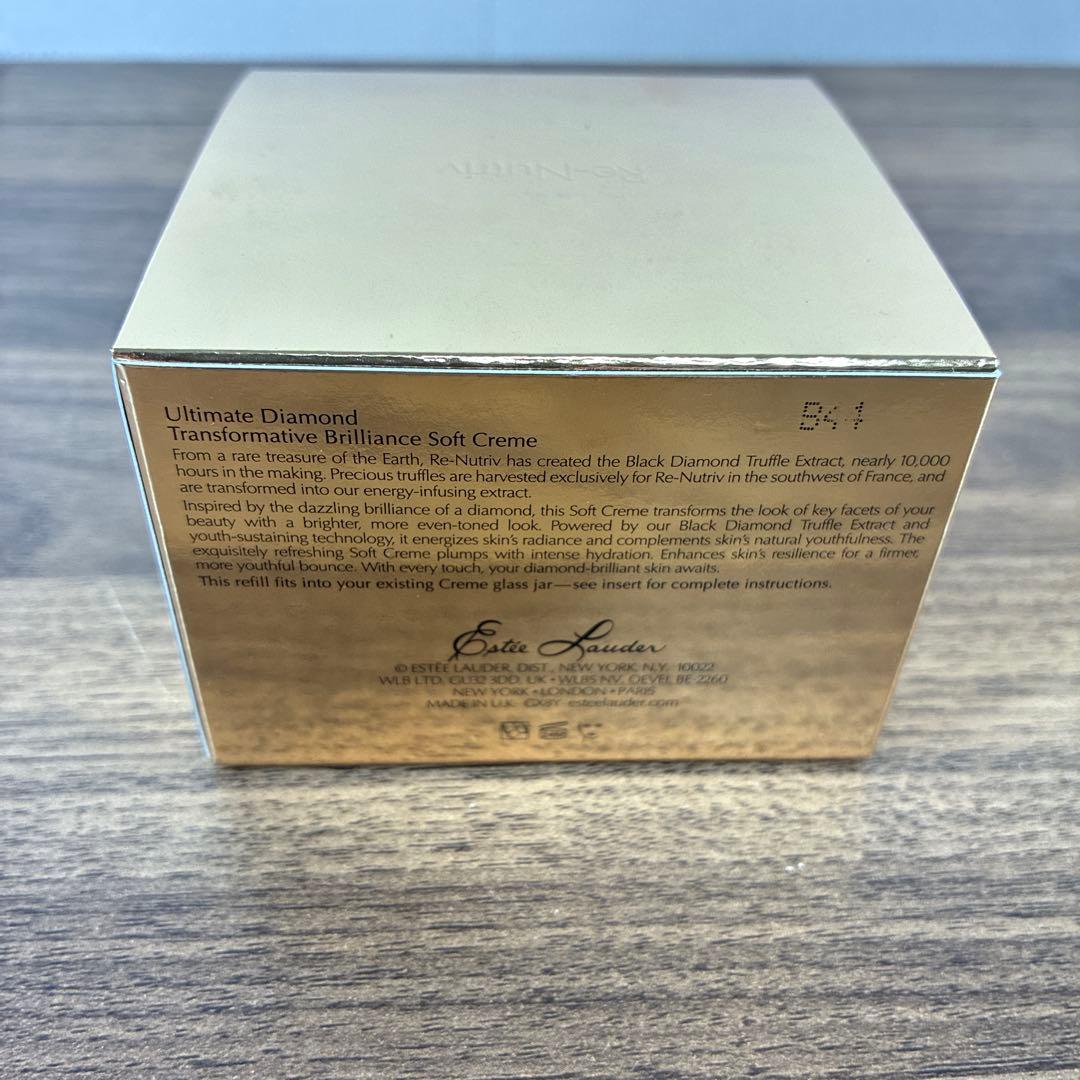 Re-Nutriv
B44
Ultimate Diamond
Transformative Brilliance Soft Creme
From a rare treasure of the Earth, Re-Nutriv has created the Black Diamond Truffle Extract, nearly 10,000
hours in the making. Precious truffles are harvested exclusively for Re-Nutriv in the southwest of France, and
are transformed into our energy-infusing extract.
Inspired by the dazzling brilliance of a diamond, this Soft Creme transforms the look of key facets of your
beauty with a brighter, more even-toned look. Powered by our Black Diamond Truffle Extract and
youth-sustaining technology, it energizes skin's radiance and complements skin's natural youthfulness. The
exquisitely refreshing Soft Creme plumps with intense hydration. Enhances skin's resilience for a firmer,
more youthful bounce. With every touch, your diamond-brilliant skin awaits.
This refill fits into your existing Creme glass jar—see insert for complete instructions.
Estée Lauder
© ESTÉE LAUDER, DIST., NEW YORK, N.Y. 10022
WLB LTD. GU32 3DD, UK • WLBS NV, OEVEL BE-2260
NEW YORK • LONDON • PARIS
MADE IN U.K. GX8Y esteelauder.com